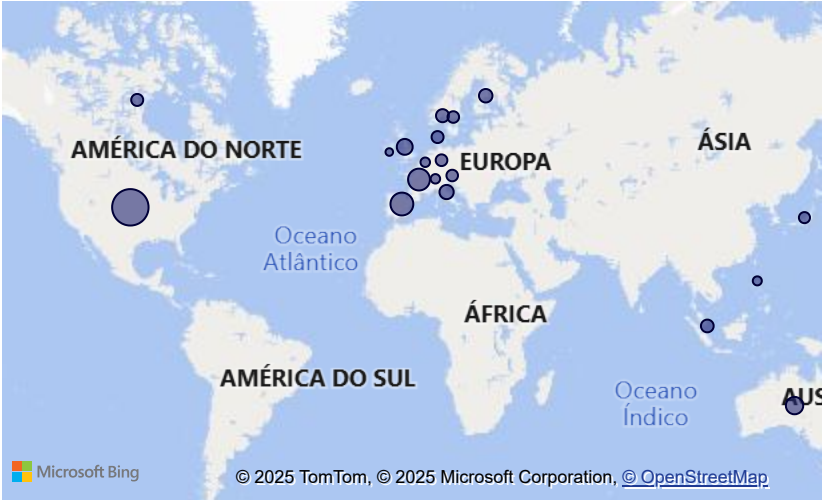 AMÉRICA DO NORTE
ÁSIA
EUROPA
Oceano
Atlântico
ÁFRICA
AMÉRICA DO SUL
Oceano
Índico
AUS
Microsoft Bing
© 2025 TomTom, © 2025 Microsoft Corporation, © OpenStreetMap